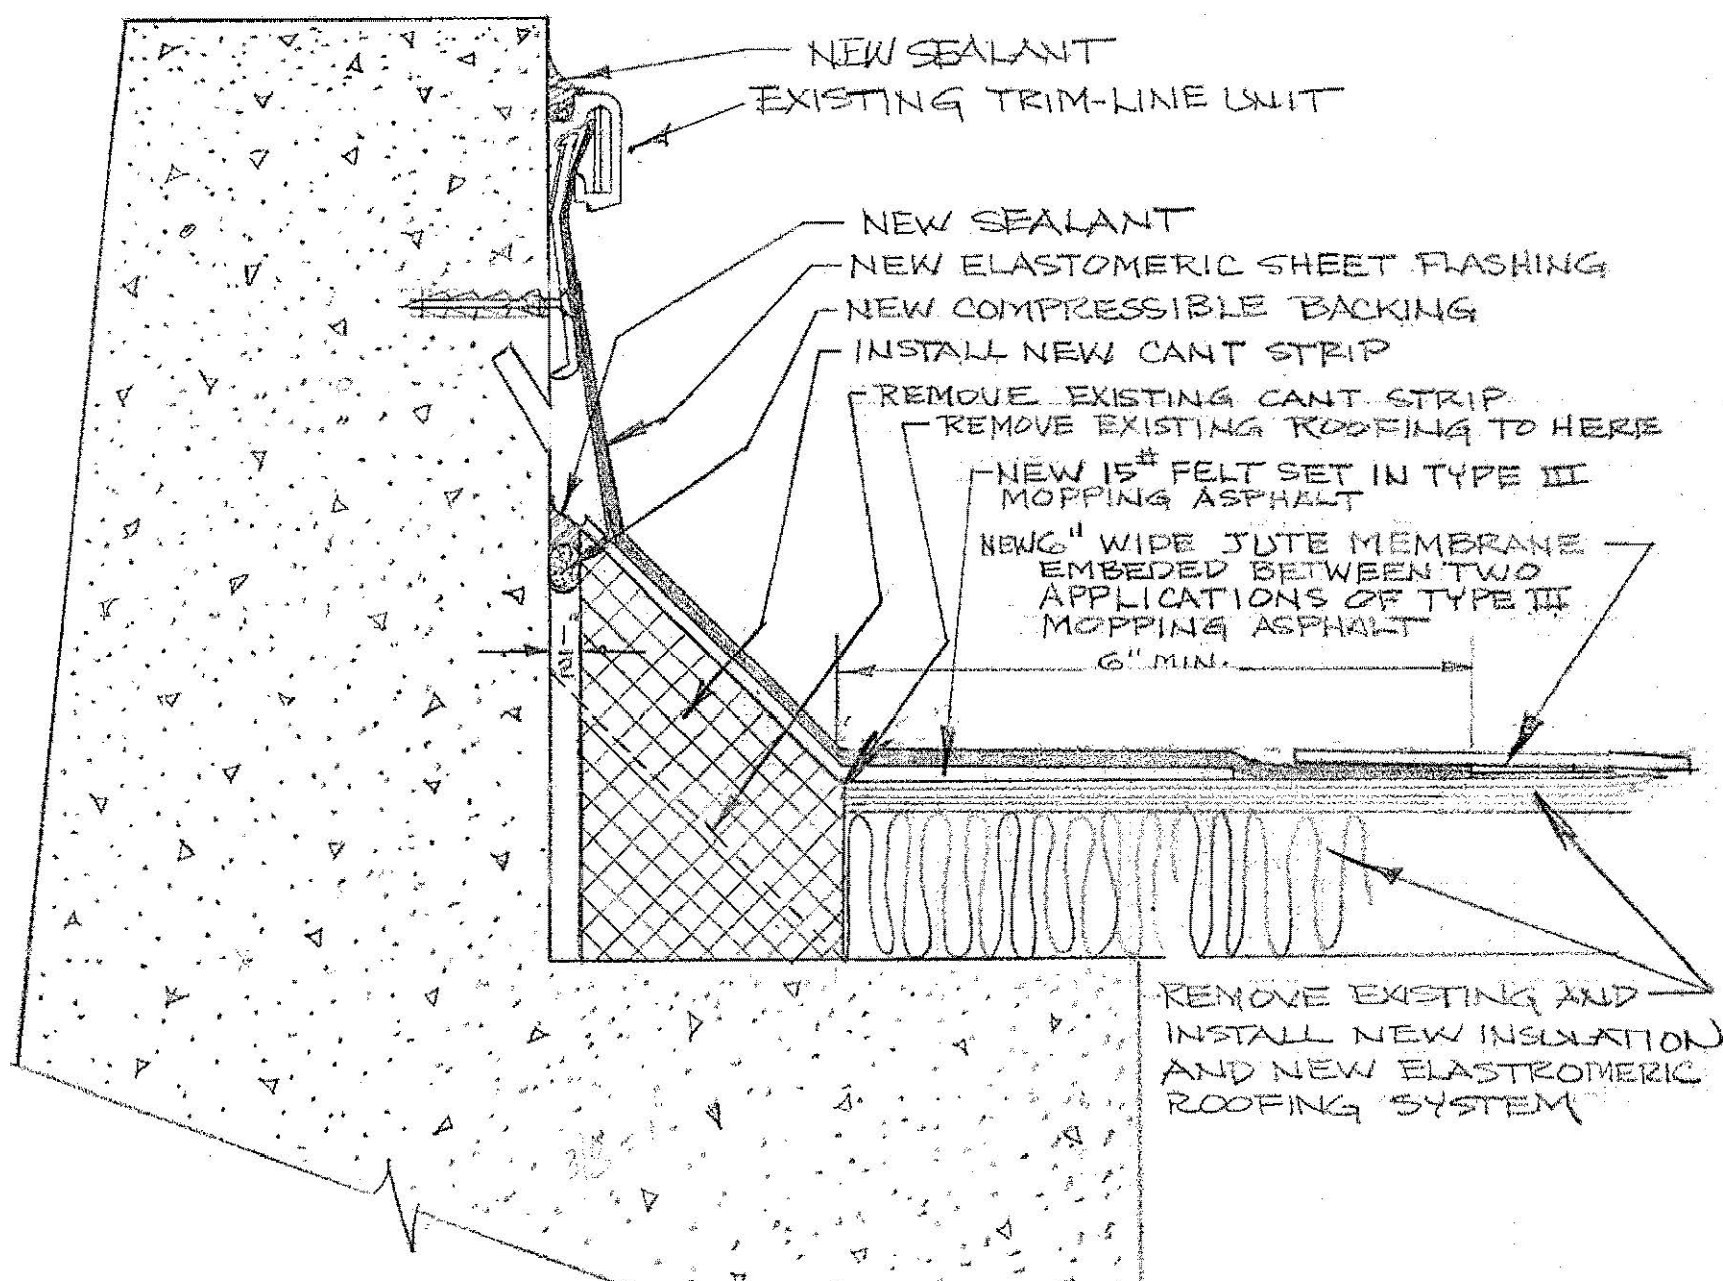 NEW SEALANT
EXISTING TRIM-LINE UNIT
NEW SEALANT
NEW ELASTOMERIC SHEET FLASHING
NEW COMPRESSIBLE BACKING
INSTALL NEW CANT STRIP
REMOVE EXISTING CANT STRIP
REMOVE EXISTING ROOFING TO HERE
NEW 15# FELT SET IN TYPE III
MOPPING ASPHALT
NEW 6" WIDE JUTE MEMBRANE
EMBEDED BETWEEN TWO
APPLICATIONS OF TYPE III
MOPPING ASPHALT
6" MIN.
1/2
REMOVE EXISTING AND
INSTALL NEW INSULATION
AND NEW ELASTROMERIC
ROOFING SYSTEM